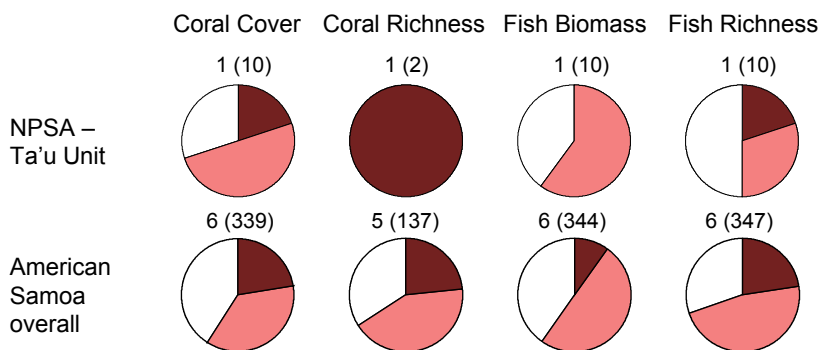 Coral Cover Coral Richness Fish Biomass Fish Richness
1 (10) 1 (2) 1 (10) 1 (10)
NPSA –
Ta'u Unit
6 (339) 5 (137) 6 (344) 6 (347)
American
Samoa
overall